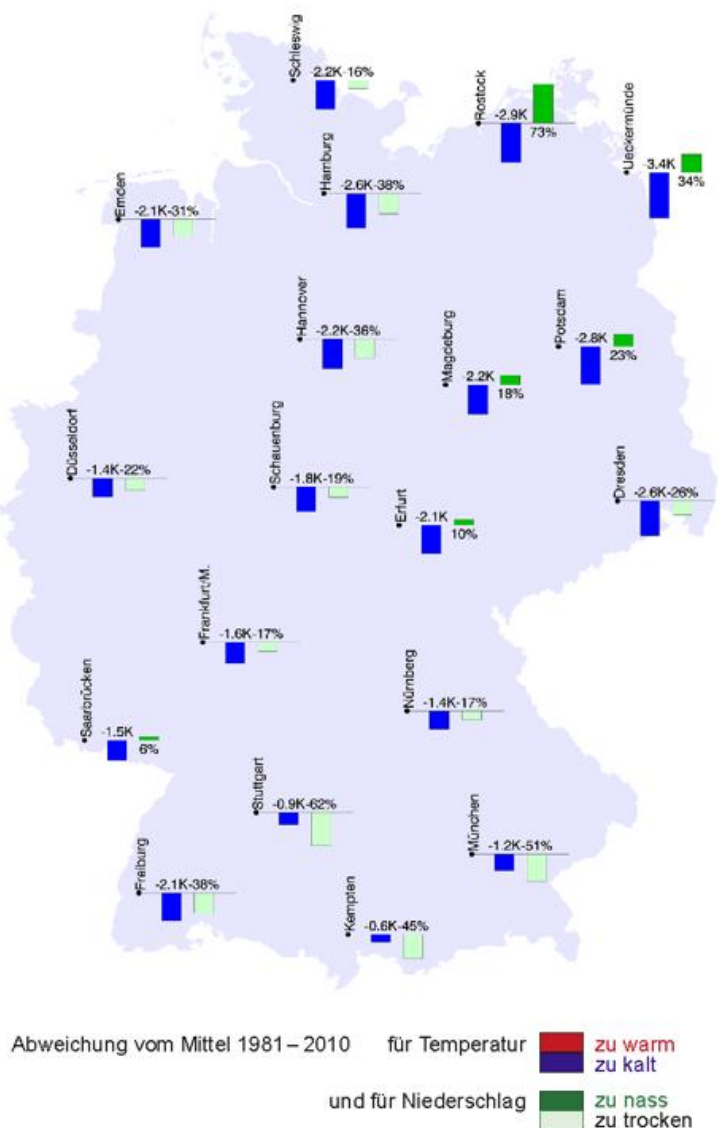 Schleswig
-2.2K-16%
Rostock
-2.9K
73%
Ueckermünde
-3.4K
34%
Hamburg
-2.6K-38%
Emden
-2.1K-31%
Hannover
-2.2K-36%
Magdeburg
-2.2K
18%
Potsdam
-2.8K
23%
Düsseldorf
-1.4K-22%
Schauenburg
-1.8K-19%
Erfurt
-2.1K
10%
Dresden
-2.6K-26%
Frankfurt/M.
-1.6K-17%
Saarbrücken
-1.5K
6%
Nürnberg
-1.4K-17%
Stuttgart
-0.9K-62%
München
-1.2K-51%
Freiburg
-2.1K-38%
Kempten
-0.6K-45%
Abweichung vom Mittel 1981 – 2010 für Temperatur zu warm
zu kalt
und für Niederschlag zu nass
zu trocken